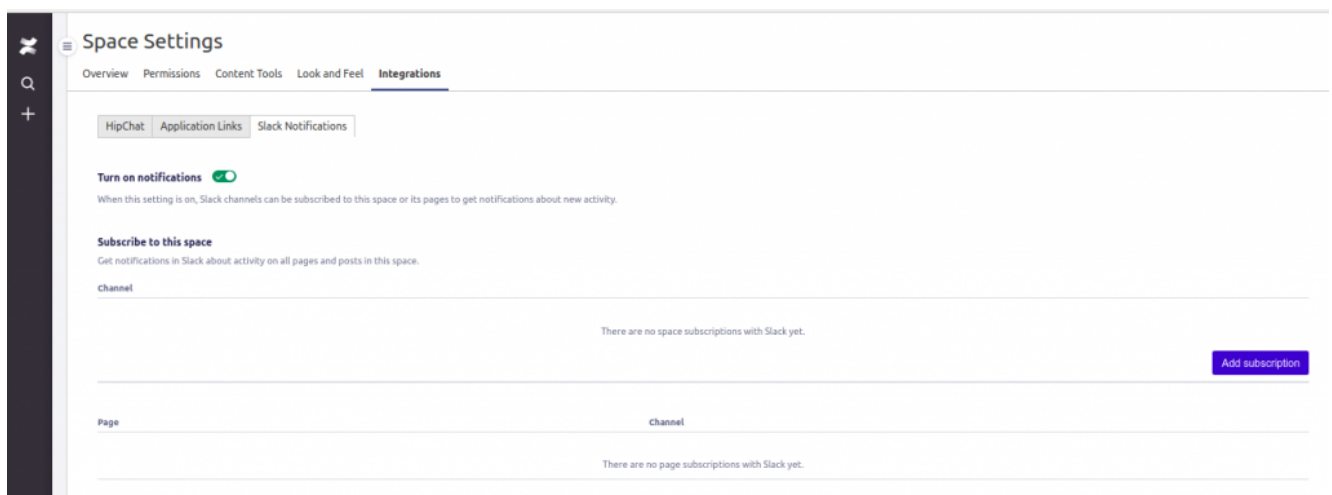 Space Settings
Overview Permissions Content Tools Look and Feel Integrations
HipChat Application Links Slack Notifications
Turn on notifications
When this setting is on, Slack channels can be subscribed to this space or its pages to get notifications about new activity.
Subscribe to this space
Get notifications in Slack about activity on all pages and posts in this space.
Channel
There are no space subscriptions with Slack yet.
Add subscription
Page Channel
There are no page subscriptions with Slack yet.